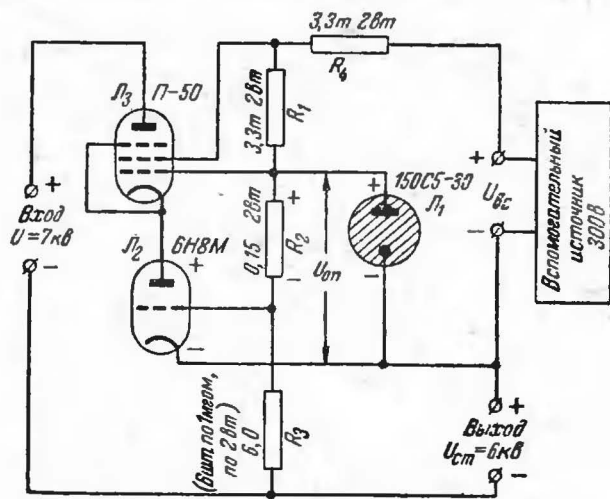 3,3т 2вт
R4
Л3 П-50
3,3т 2вт
R1
+
Вход
U=7кв
−
Л2 6Н8М
+
−
0,15 2вт
+
R2
−
Uоп
150С5-30
+
Л1
−
+
Uвс
−
Вспомогательный
источник
300в
(6шт. по 1мгом,
по 2вт)
6,0
R3
+
Выход
Uст=6кв
−